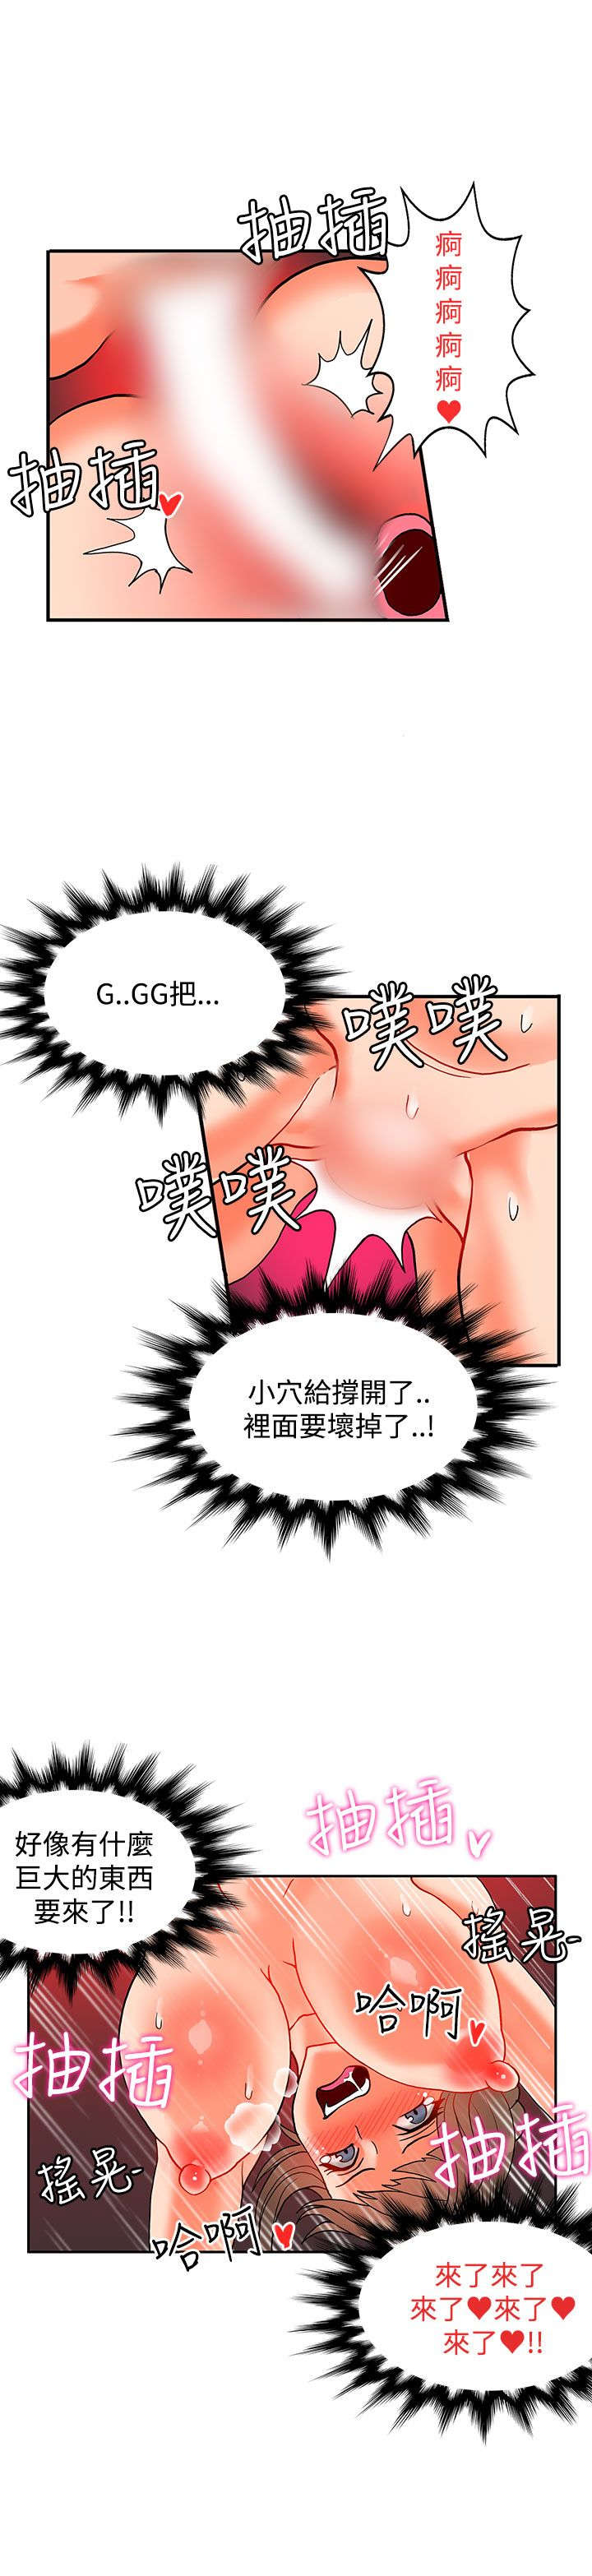 抽插
痾
痾
痾
痾
痾♥
抽插♥
G..GG把...
噗噗
噗噗
小穴給撐開了..
裡面要壞掉了..!
抽插♥
好像有什麼
巨大的東西
要來了!!
搖晃-
哈啊♥
抽插
抽插
搖晃-
哈啊♥
來了來了
來了♥來了♥
來了♥!!